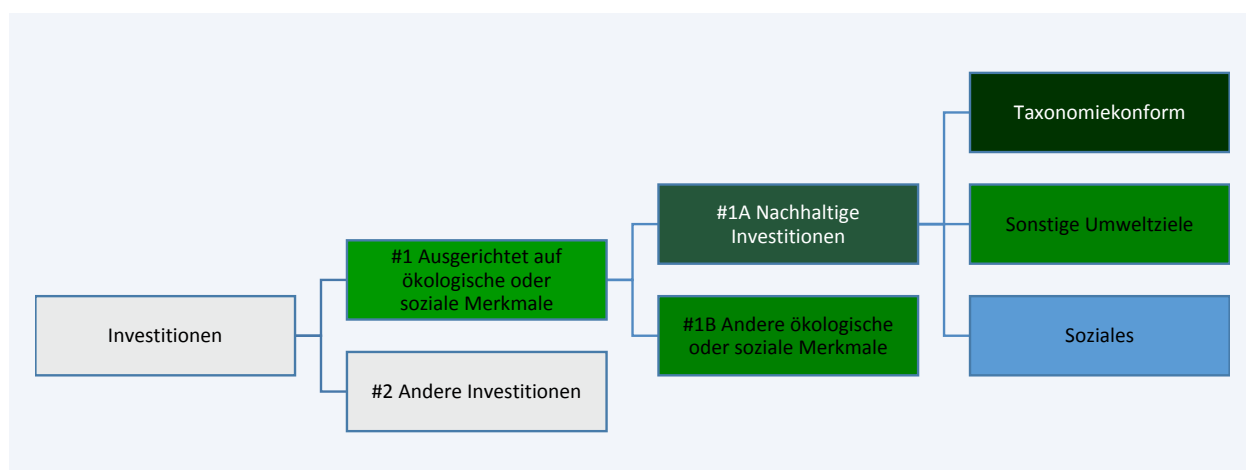 Investitionen
#1 Ausgerichtet auf
ökologische oder
soziale Merkmale
#2 Andere Investitionen
#1A Nachhaltige
Investitionen
#1B Andere ökologische
oder soziale Merkmale
Taxonomiekonform
Sonstige Umweltziele
Soziales